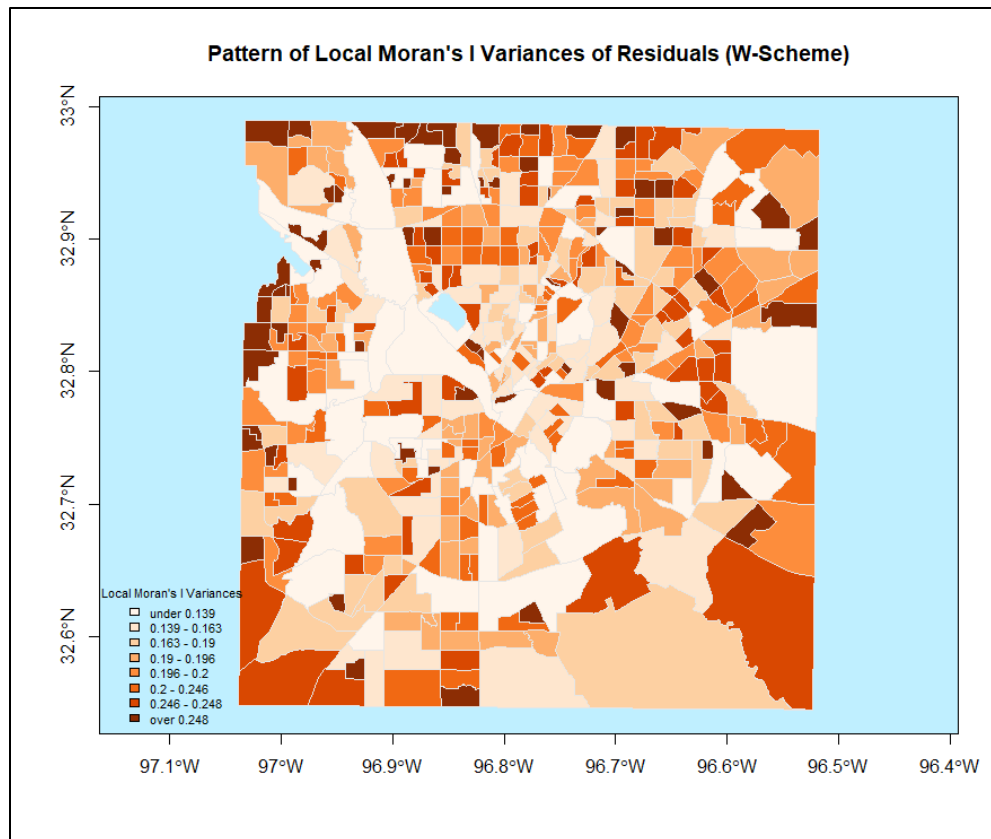 Pattern of Local Moran's I Variances of Residuals (W-Scheme)
33°N
32.9°N
32.8°N
32.7°N
32.6°N
Local Moran's I Variances
under 0.139
0.139 - 0.163
0.163 - 0.19
0.19 - 0.196
0.196 - 0.2
0.2 - 0.246
0.246 - 0.248
over 0.248
97.1°W 97°W 96.9°W 96.8°W 96.7°W 96.6°W 96.5°W 96.4°W